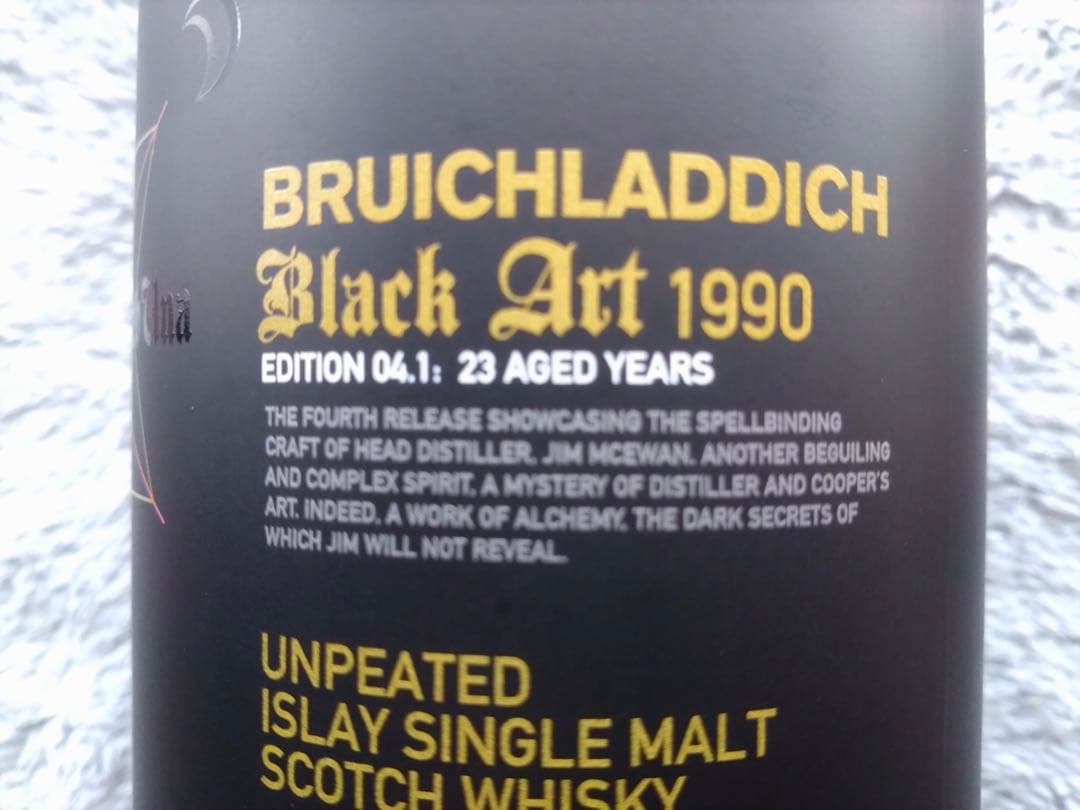 BRUICHLADDICH
Black Art 1990
EDITION 04.1: 23 AGED YEARS
THE FOURTH RELEASE SHOWCASING THE SPELLBINDING
CRAFT OF HEAD DISTILLER, JIM MCEWAN. ANOTHER BEGUILING
AND COMPLEX SPIRIT. A MYSTERY OF DISTILLER AND COOPER'S
ART. INDEED, A WORK OF ALCHEMY, THE DARK SECRETS OF
WHICH JIM WILL NOT REVEAL.
UNPEATED
ISLAY SINGLE MALT
SCOTCH WHISKY